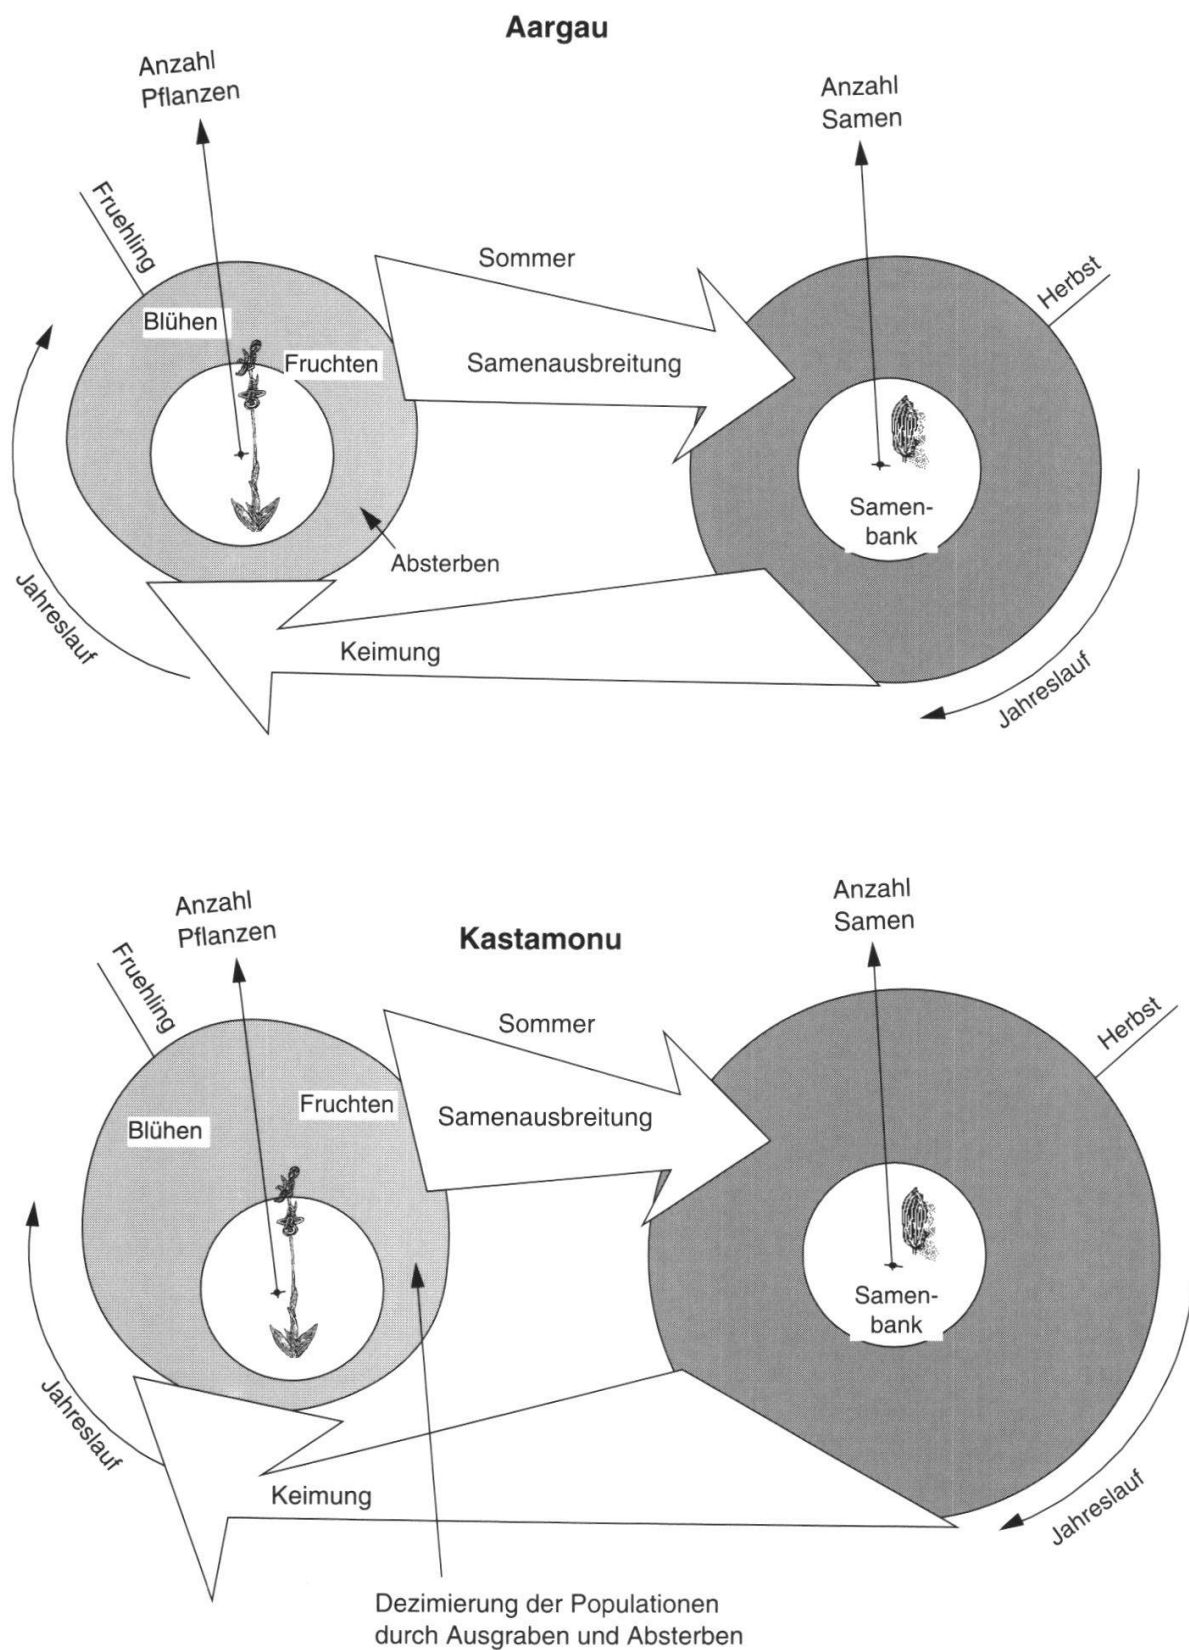 Aargau
Anzahl
Pflanzen
Anzahl
Samen
Fruehling
Sommer
Herbst
Blühen
Fruchten
Samenausbreitung
Samen-
bank
Absterben
Jahreslauf
Keimung
Jahreslauf
Kastamonu
Anzahl
Pflanzen
Anzahl
Samen
Fruehling
Sommer
Herbst
Fruchten
Samenausbreitung
Blühen
Samen-
bank
Jahreslauf
Keimung
Jahreslauf
Dezimierung der Populationen
durch Ausgraben und Absterben